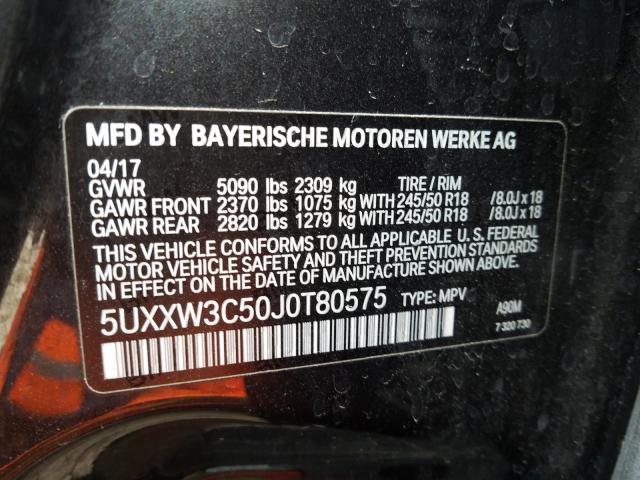 MFD BY BAYERISCHE MOTOREN WERKE AG
04/17
GVWR 5090 lbs 2309 kg TIRE / RIM
GAWR FRONT 2370 lbs 1075 kg WITH 245/50 R18 /8.0J x 18
GAWR REAR 2820 lbs 1279 kg WITH 245/50 R18 /8.0J x 18
THIS VEHICLE CONFORMS TO ALL APPLICABLE U. S. FEDERAL
MOTOR VEHICLE SAFETY AND THEFT PREVENTION STANDARDS
IN EFFECT ON THE DATE OF MANUFACTURE SHOWN ABOVE.
5UXXW3C50J0T80575 TYPE: MPV A90M
7 320 730